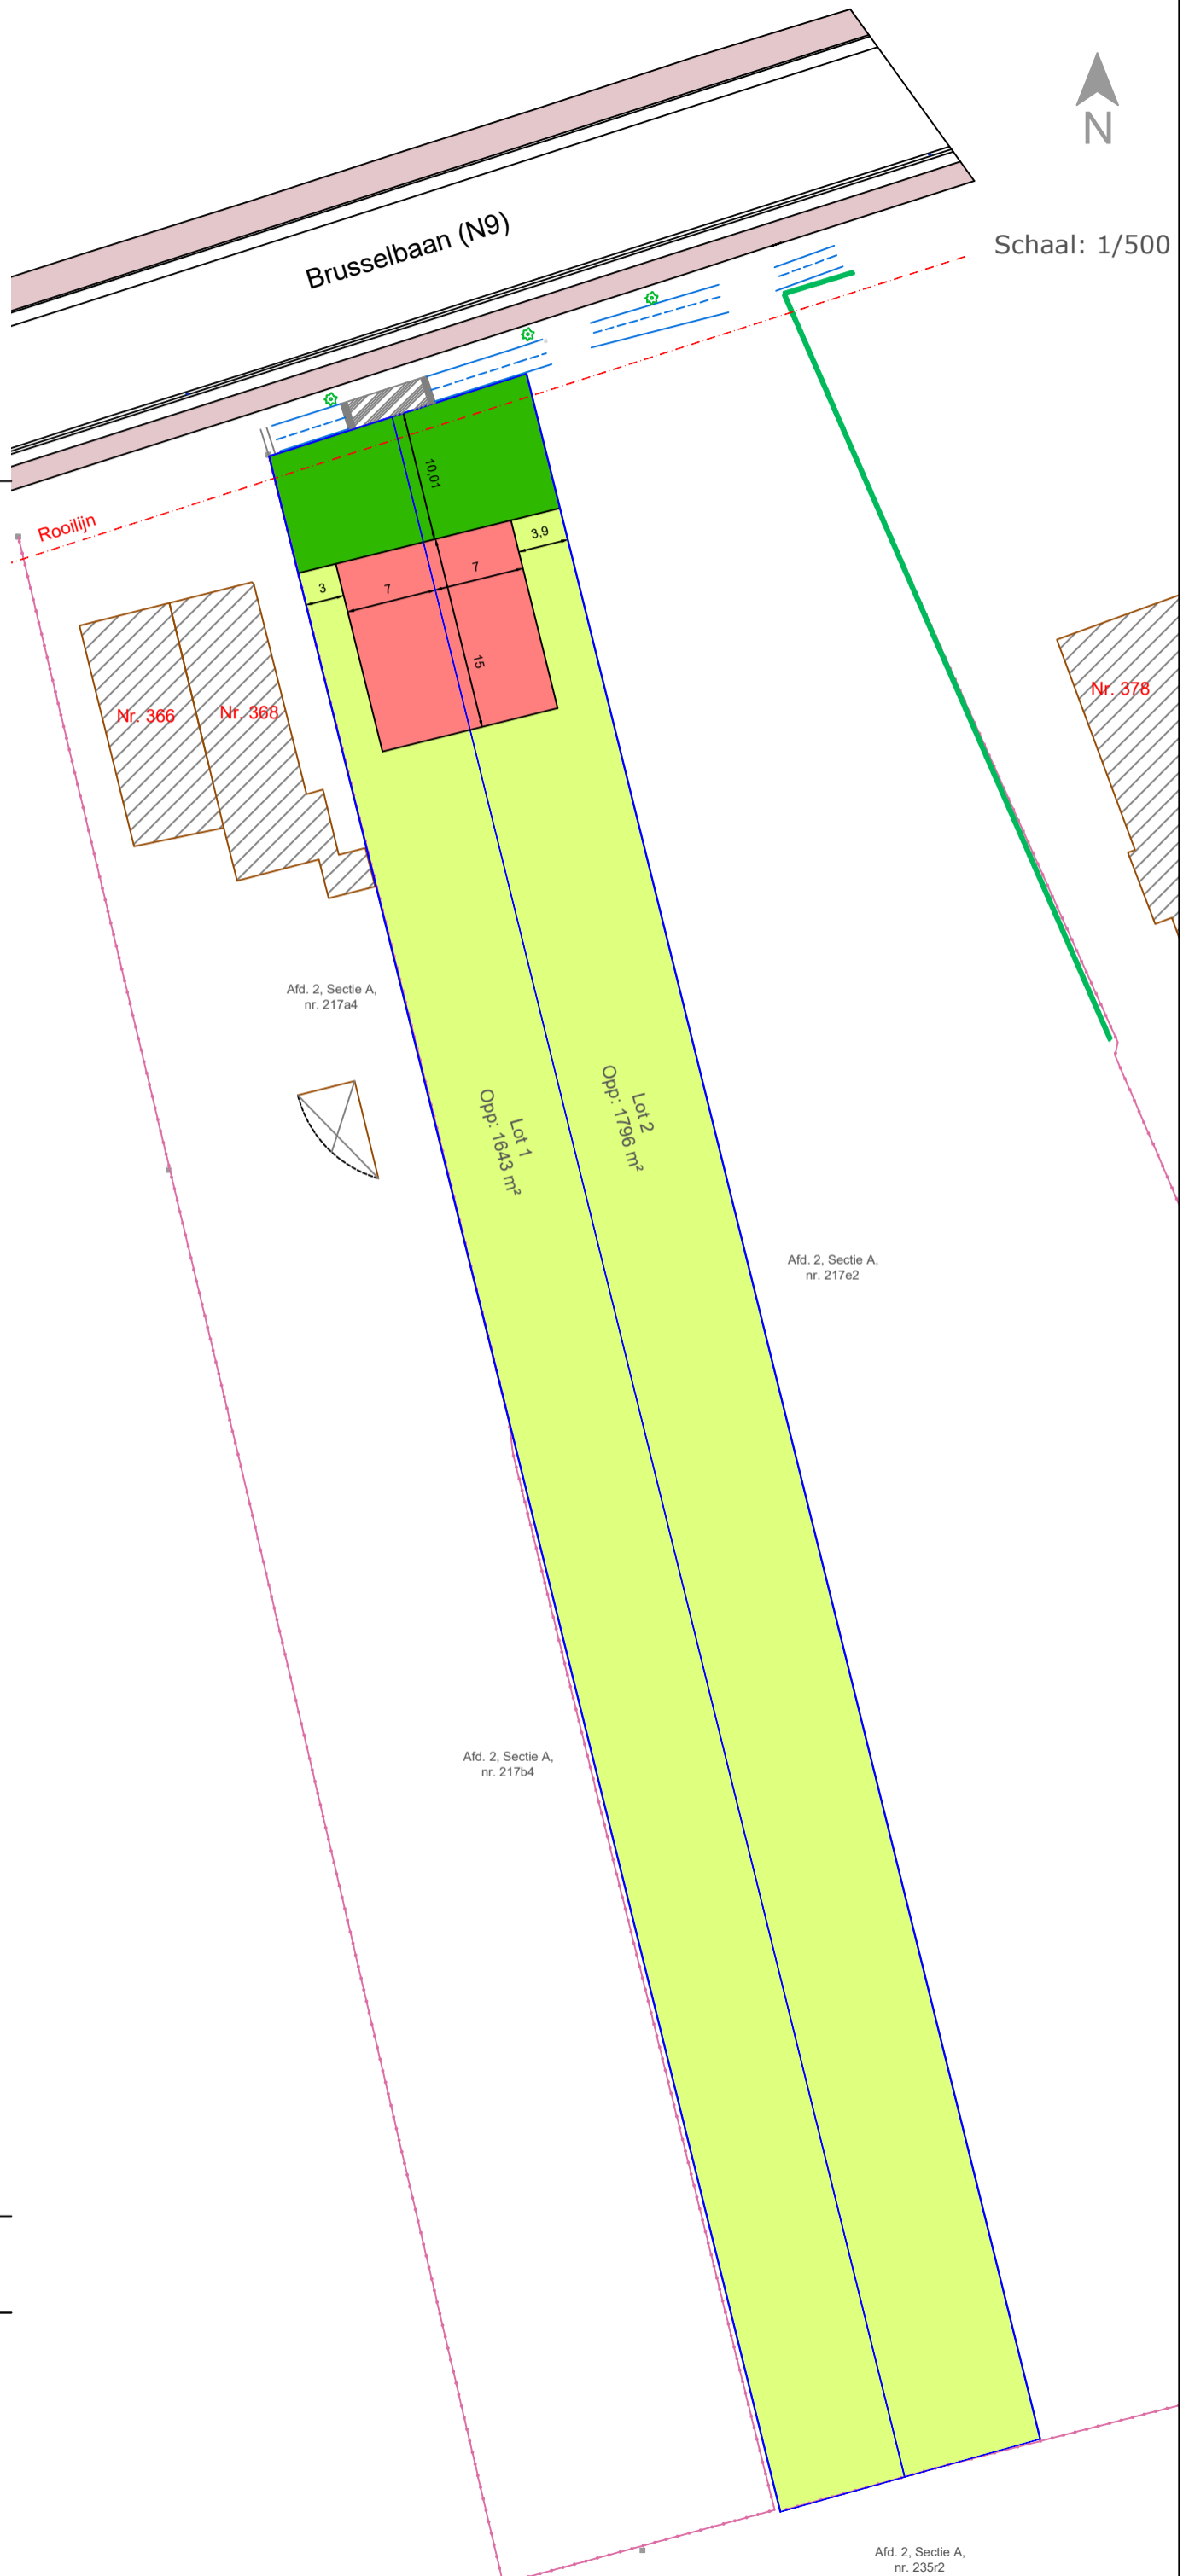 N
Brusselbaan (N9)
Schaal: 1/500
Rooilijn
10,01
3,9
3
7
7
15
Nr. 366
Nr. 368
Nr. 378
Afd. 2, Sectie A,
nr. 217a4
Lot 1
Opp: 1643 m²
Lot 2
Opp: 1796 m²
Afd. 2, Sectie A,
nr. 217e2
Afd. 2, Sectie A,
nr. 217b4
Afd. 2, Sectie A,
nr. 235r2